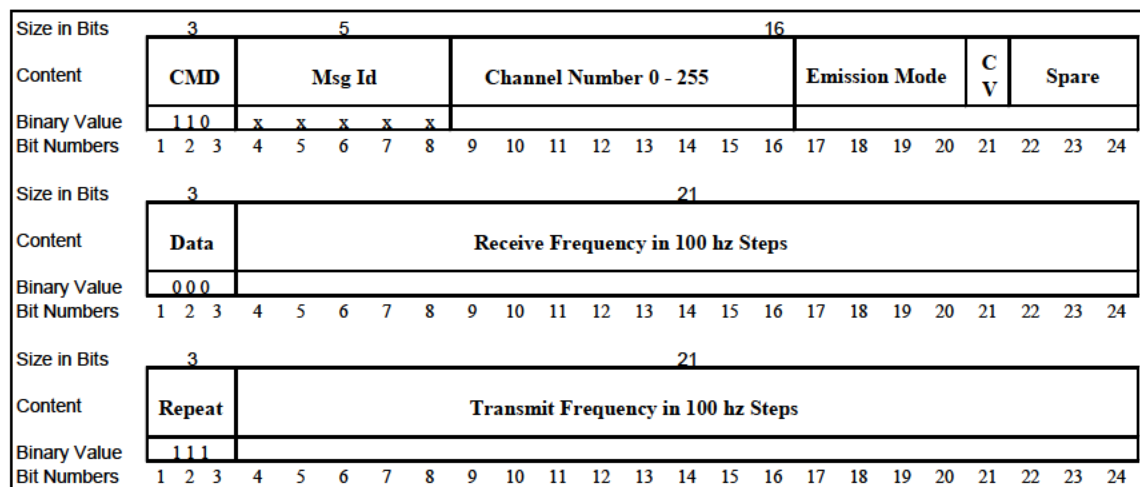 Size in Bits 3 5 16
Content CMD Msg Id Channel Number 0 - 255 Emission Mode C V Spare
Binary Value 1 1 0 x x x x x
Bit Numbers 1 2 3 4 5 6 7 8 9 10 11 12 13 14 15 16 17 18 19 20 21 22 23 24
Size in Bits 3 21
Content Data Receive Frequency in 100 hz Steps
Binary Value 0 0 0
Bit Numbers 1 2 3 4 5 6 7 8 9 10 11 12 13 14 15 16 17 18 19 20 21 22 23 24
Size in Bits 3 21
Content Repeat Transmit Frequency in 100 hz Steps
Binary Value 1 1 1
Bit Numbers 1 2 3 4 5 6 7 8 9 10 11 12 13 14 15 16 17 18 19 20 21 22 23 24